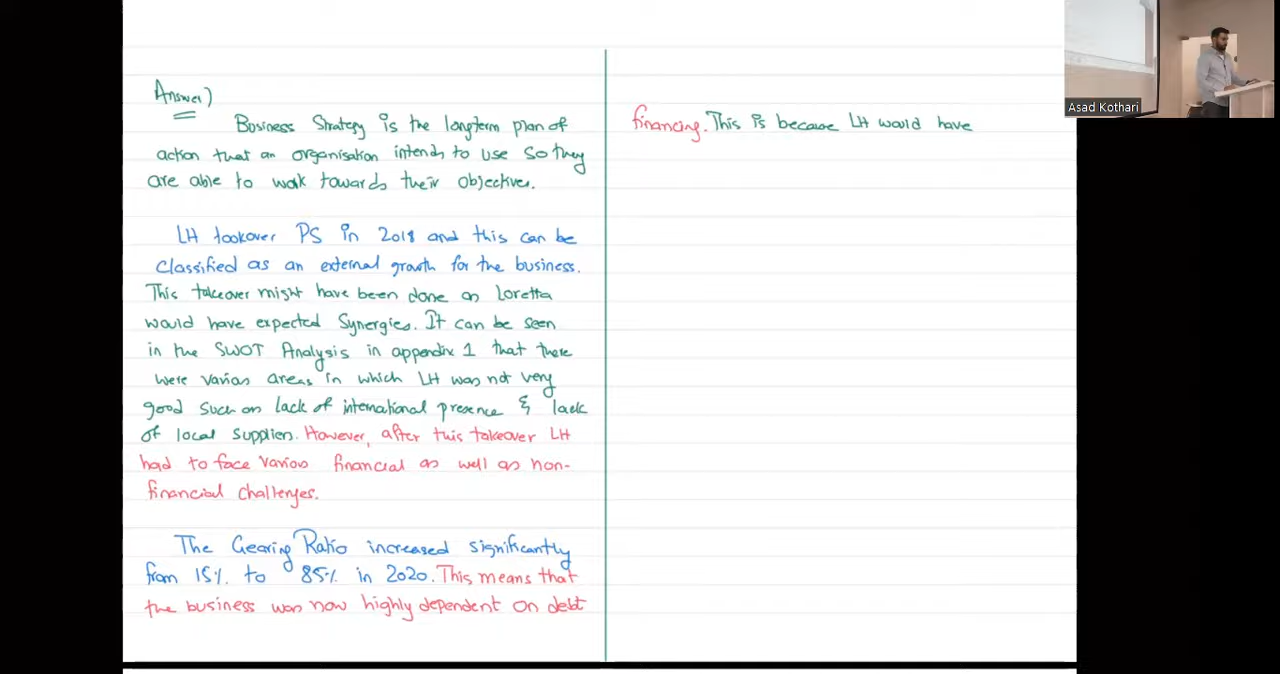 Answer)
Business Strategy is the longterm plan of
action that an organisation intends to use so they
are able to work towards their objectives.
LH tookover PS in 2018 and this can be
classified as an external growth for the business.
This takeover might have been done as Loretta
would have expected Synergies. It can be seen
in the SWOT Analysis in appendix 1 that there
were various areas in which LH was not very
good such as lack of international presence & lack
of local suppliers. However, after this takeover LH
had to face various financial as well as non-
financial challenges.
The Gearing Ratio increased significantly
from 15% to 85% in 2020. This means that
the business was now highly dependent on debt
financing. This is because LH would have
Asad Kothari